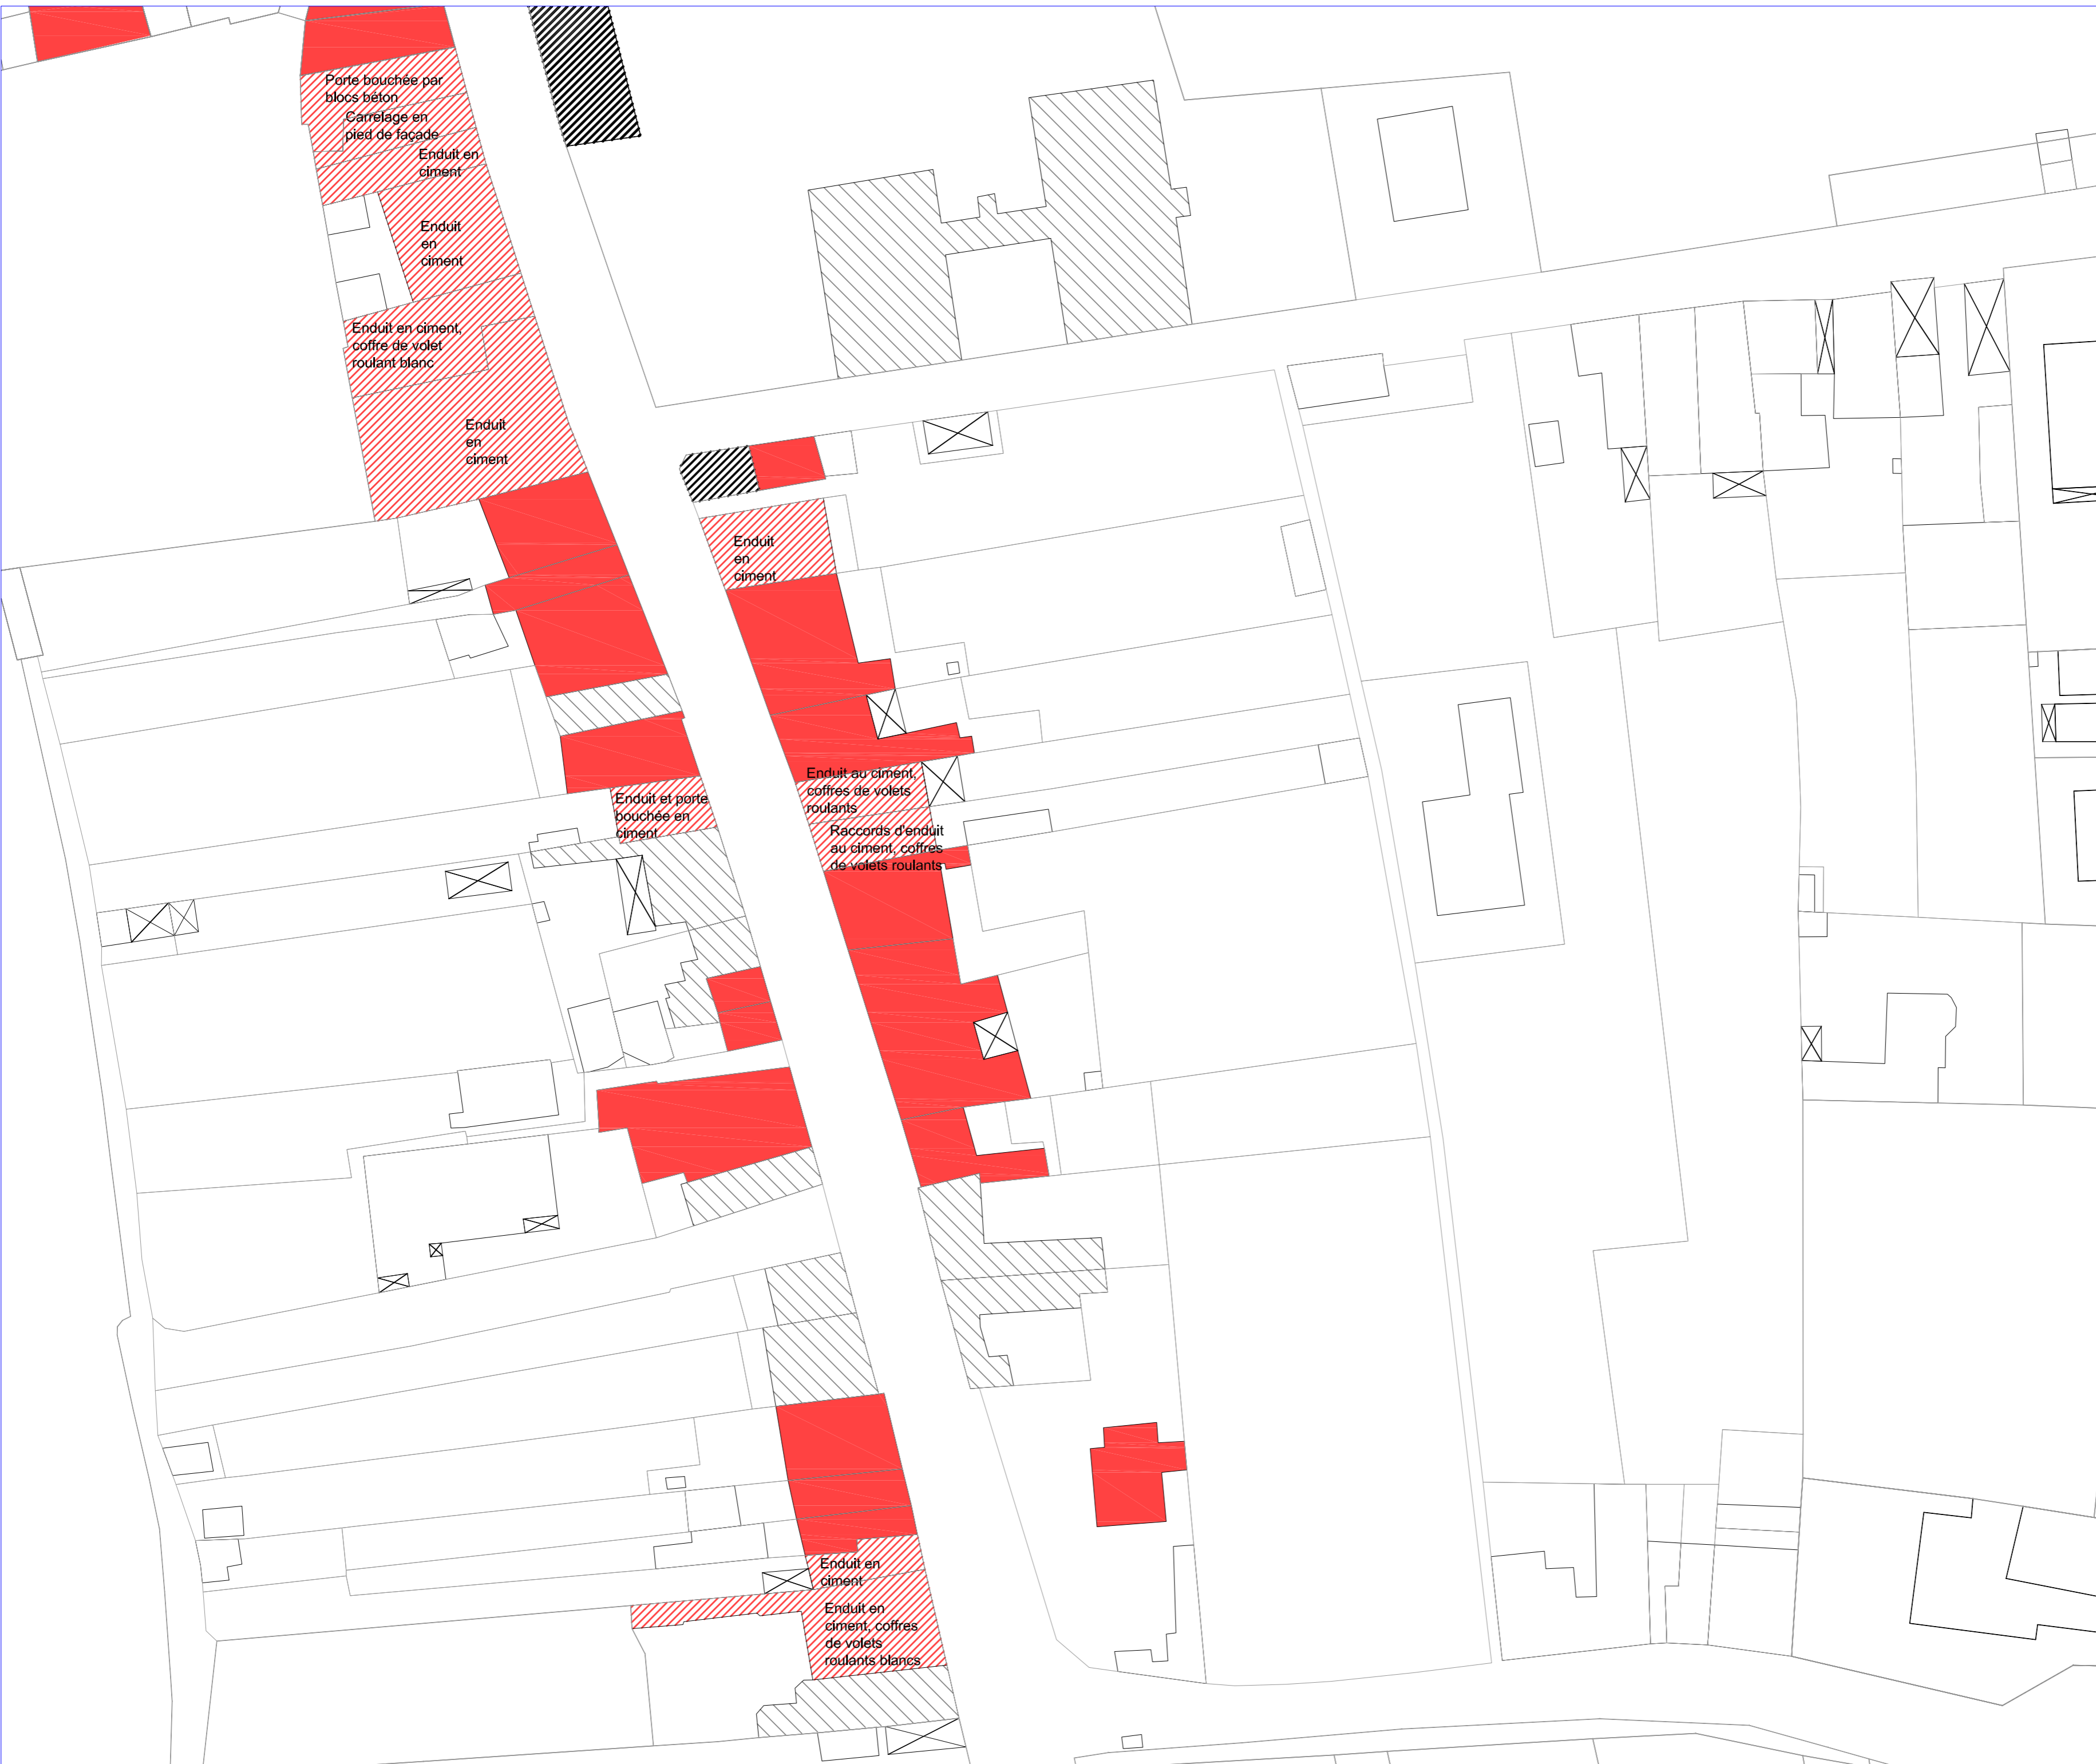 Porte bouchée par
blocs béton
Carrelage en
pied de façade
Enduit en
ciment
Enduit
en
ciment
Enduit en ciment,
coffre de volet
roulant blanc
Enduit
en
ciment
Enduit
en
ciment
Enduit au ciment,
coffres de volets
roulants
Enduit et porte
bouchée en
ciment
Raccords d'enduit
au ciment, coffres
de volets roulants
Enduit en
ciment
Enduit en
ciment, coffres
de volets
roulants blancs